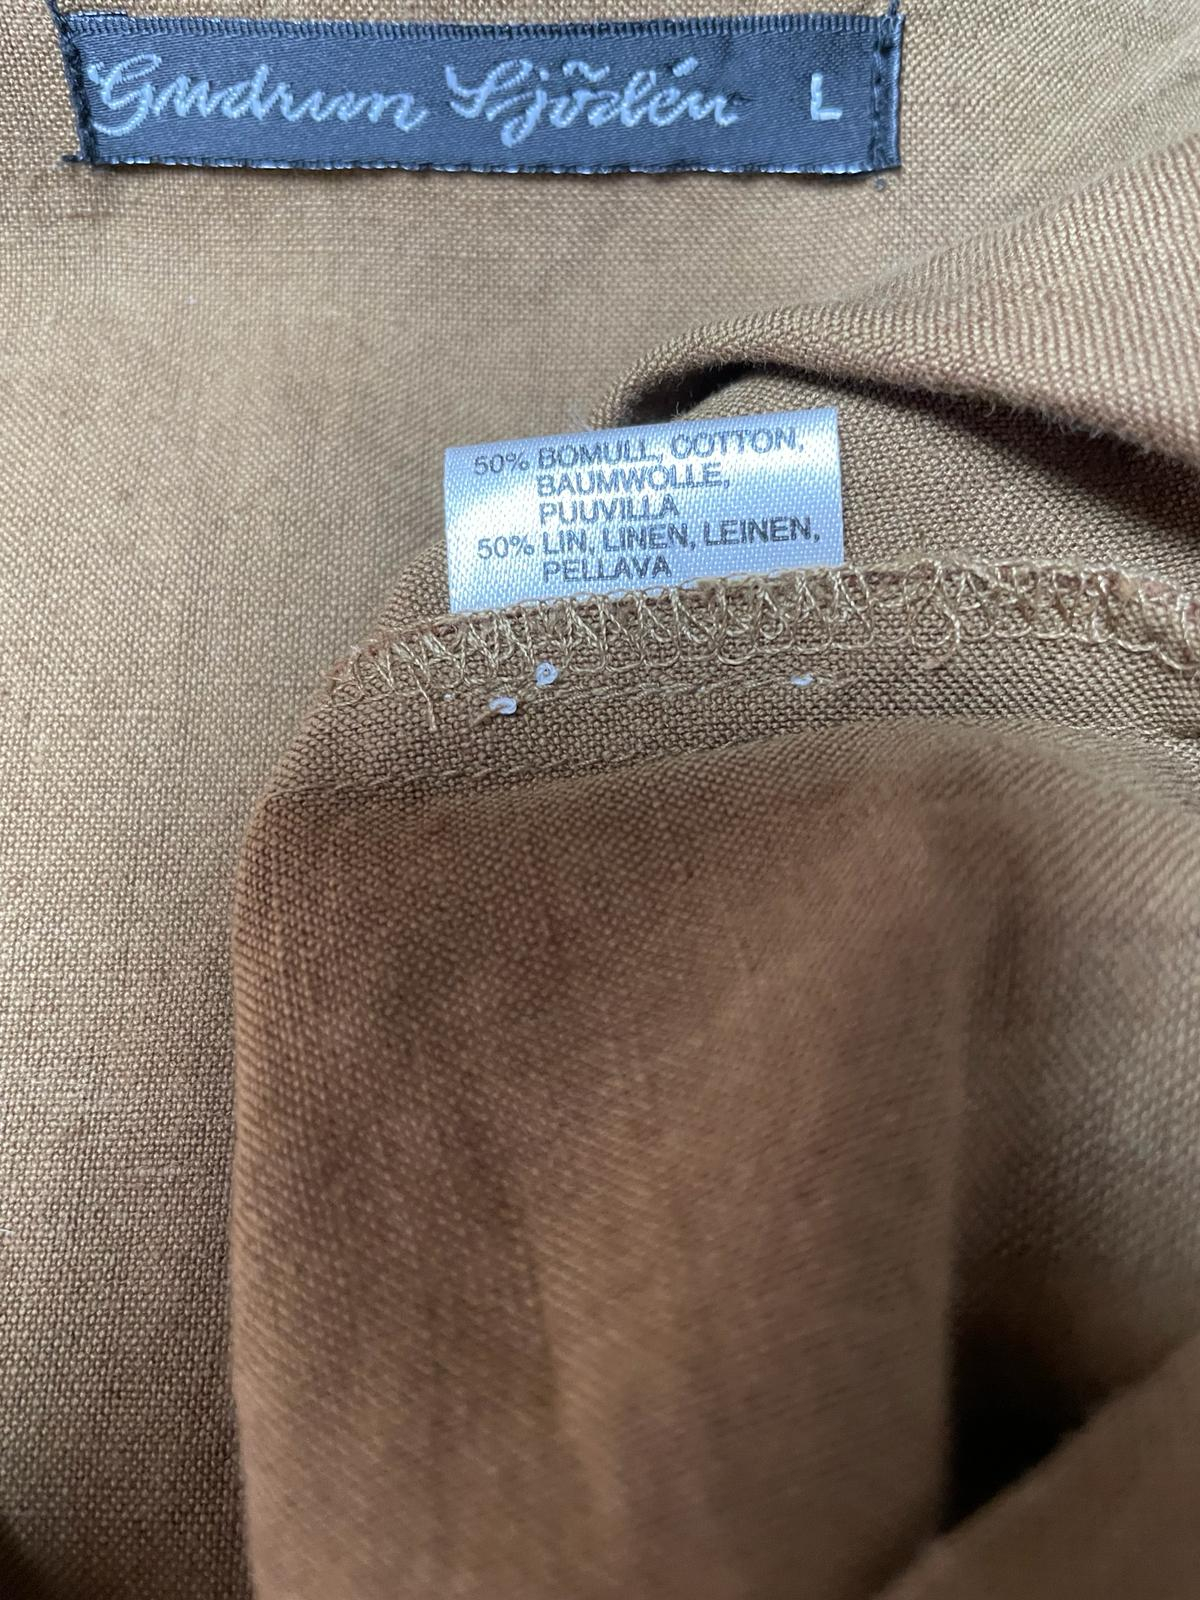 Gudrun Sjödén L
50% BOMULL, COTTON,
BAUMWOLLE,
PUUVILLA
50% LIN, LINEN, LEINEN,
PELLAVA